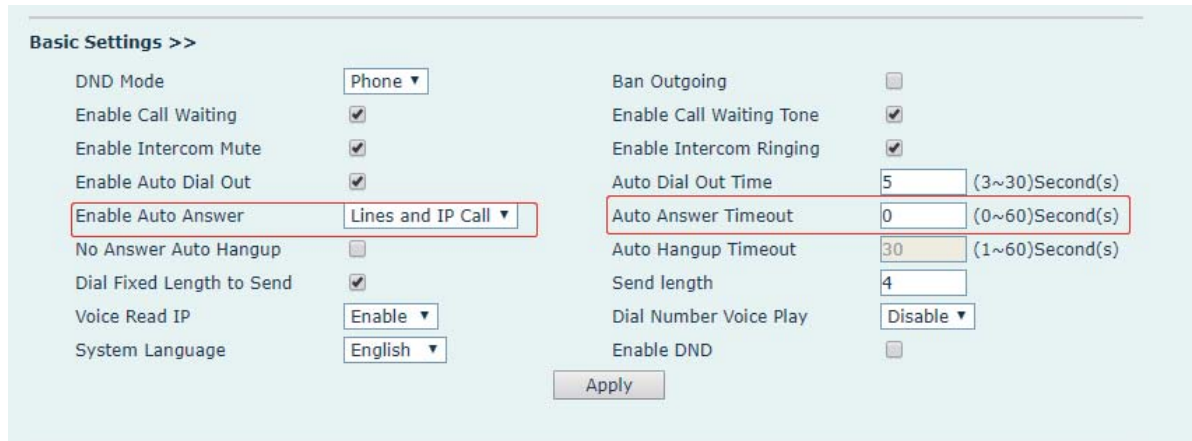 Basic Settings >>
DND Mode Phone ▼ Ban Outgoing
Enable Call Waiting Enable Call Waiting Tone
Enable Intercom Mute Enable Intercom Ringing
Enable Auto Dial Out Auto Dial Out Time 5 (3~30)Second(s)
Enable Auto Answer Lines and IP Call ▼ Auto Answer Timeout 0 (0~60)Second(s)
No Answer Auto Hangup Auto Hangup Timeout 30 (1~60)Second(s)
Dial Fixed Length to Send Send length 4
Voice Read IP Enable ▼ Dial Number Voice Play Disable ▼
System Language English ▼ Enable DND
Apply